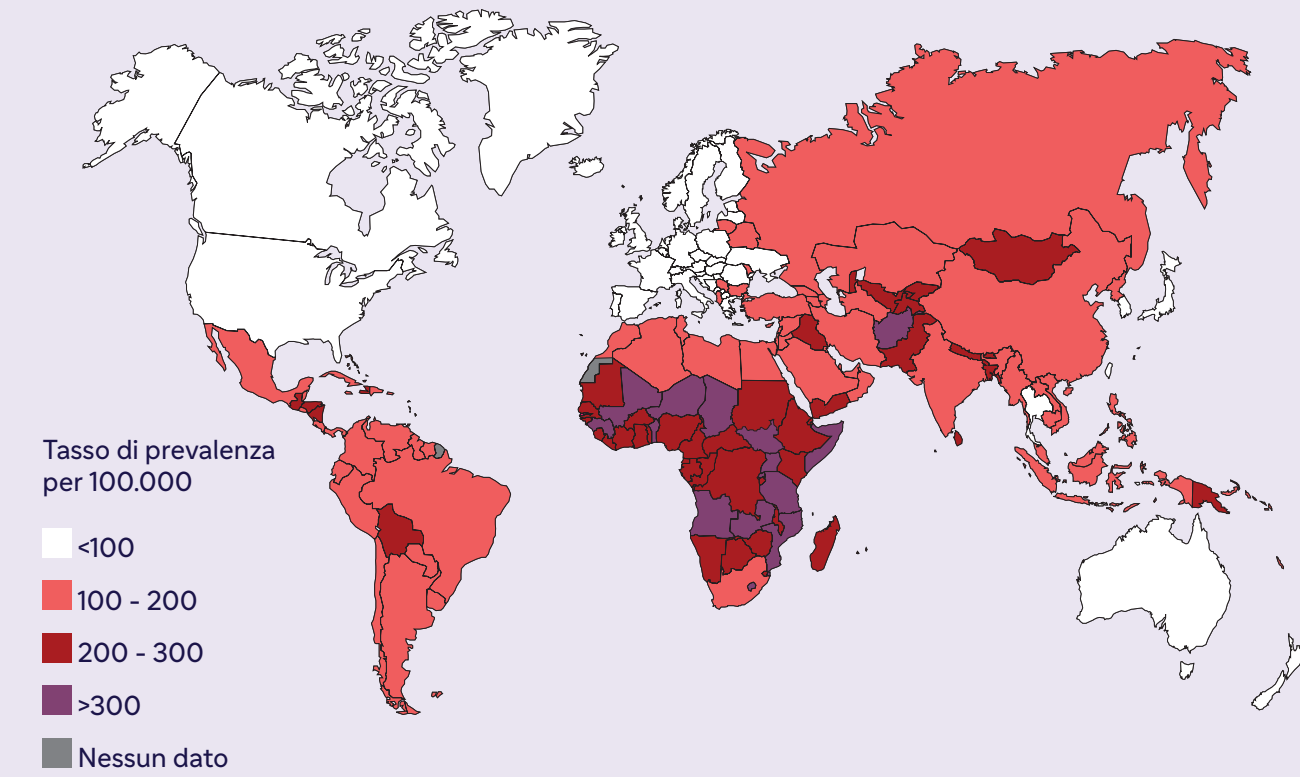 Tasso di prevalenza
per 100.000
<100
100 - 200
200 - 300
>300
Nessun dato